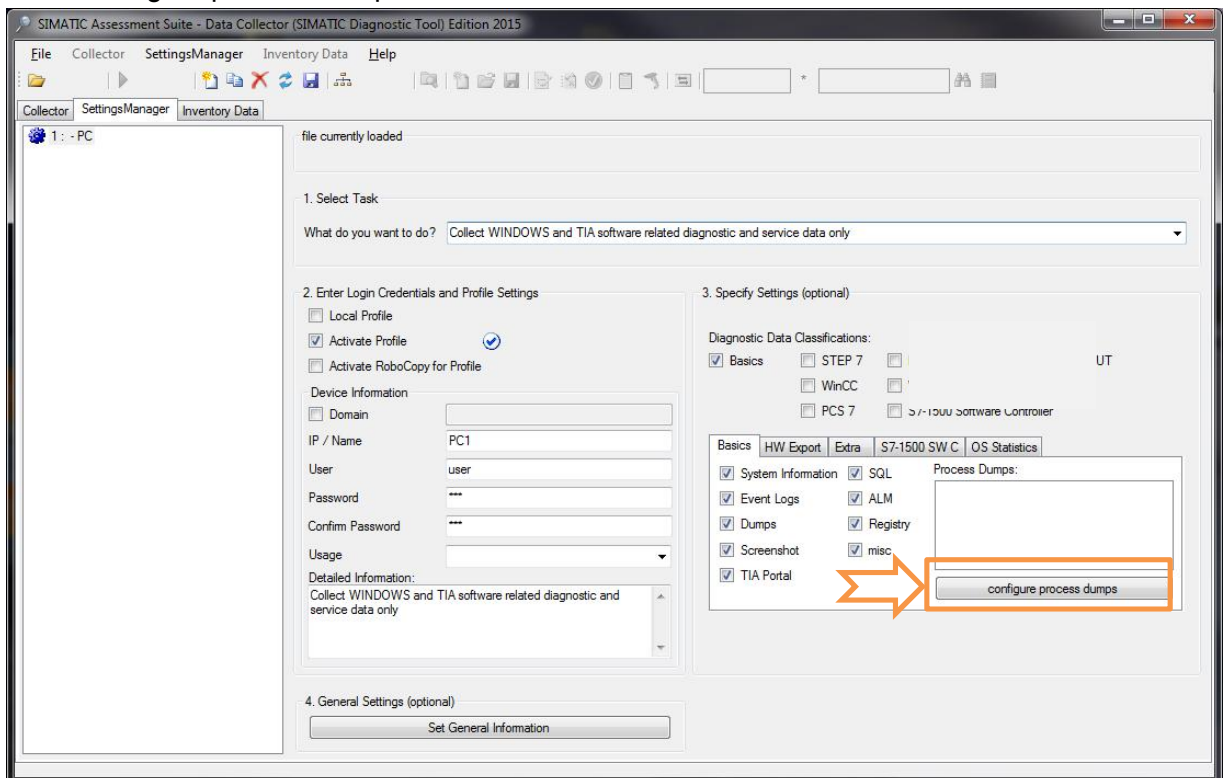 SIMATIC Assessment Suite - Data Collector (SIMATIC Diagnostic Tool) Edition 2015
File Collector SettingsManager Inventory Data Help
*
Collector SettingsManager Inventory Data
1 : - PC
file currently loaded
1. Select Task
What do you want to do? Collect WINDOWS and TIA software related diagnostic and service data only
2. Enter Login Credentials and Profile Settings
Local Profile
Activate Profile
Activate RoboCopy for Profile
Device Information
Domain
IP / Name PC1
User user
Password ***
Confirm Password ***
Usage
Detailed Information:
Collect WINDOWS and TIA software related diagnostic and
service data only
3. Specify Settings (optional)
Diagnostic Data Classifications:
Basics STEP 7 UT
WinCC
PCS 7 S7-1500 Software Controller
Basics HW Export Extra S7-1500 SW C OS Statistics
System Information SQL Process Dumps:
Event Logs ALM
Dumps Registry
Screenshot misc
TIA Portal
configure process dumps
4. General Settings (optional)
Set General Information